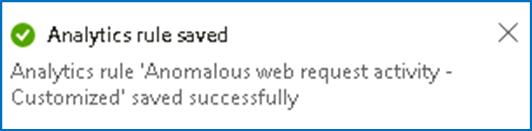 Analytics rule saved
Analytics rule 'Anomalous web request activity -
Customized' saved successfully